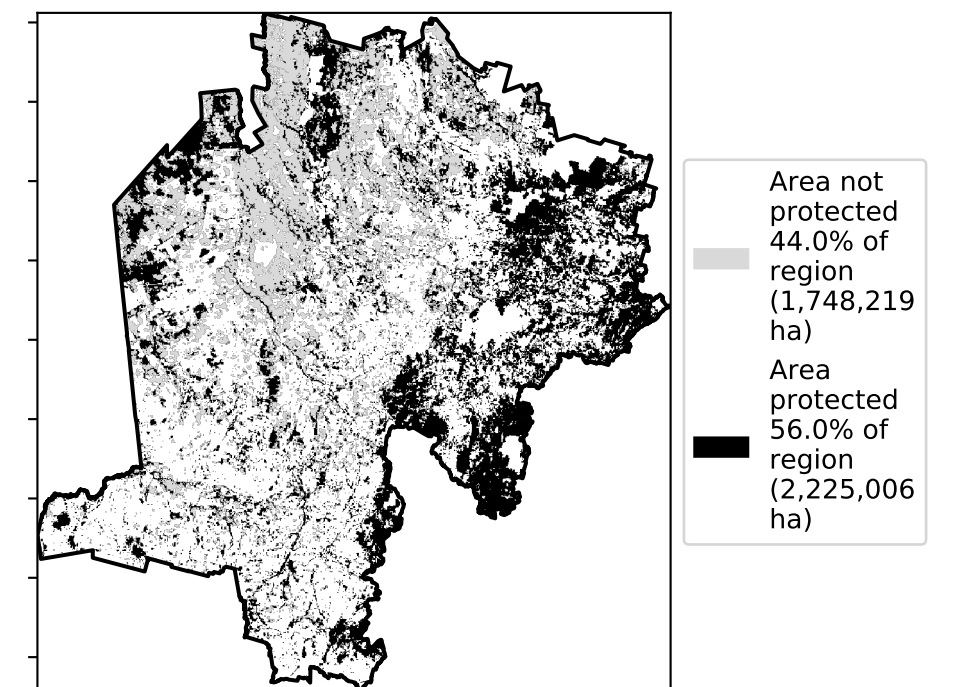 Area not
protected
44.0% of
region
(1,748,219
ha)
Area
protected
56.0% of
region
(2,225,006
ha)